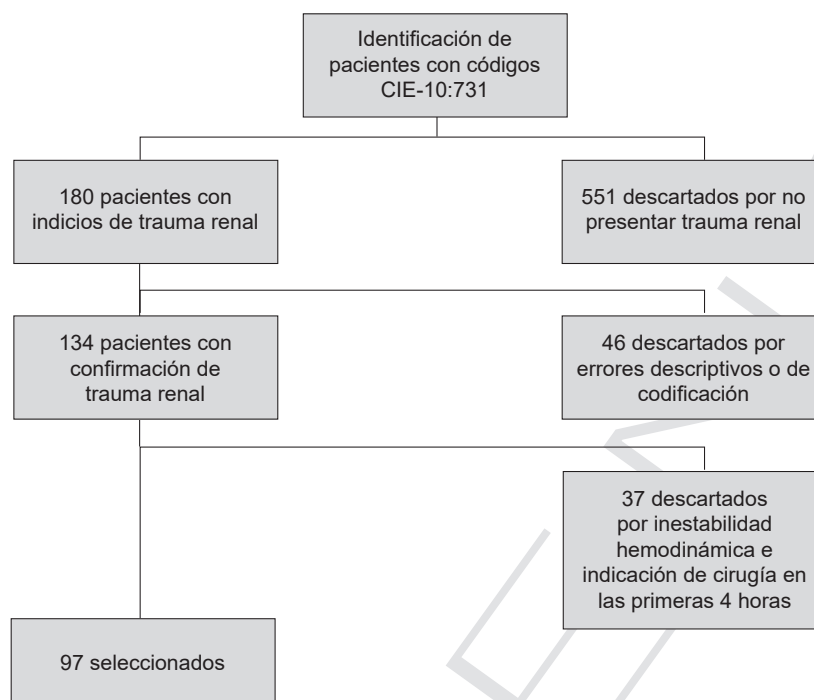 Identificación de
pacientes con códigos
CIE-10:731
180 pacientes con
indicios de trauma renal
551 descartados por no
presentar trauma renal
134 pacientes con
confirmación de
trauma renal
46 descartados por
errores descriptivos o de
codificación
37 descartados
por inestabilidad
hemodinámica e
indicación de cirugía en
las primeras 4 horas
97 seleccionados